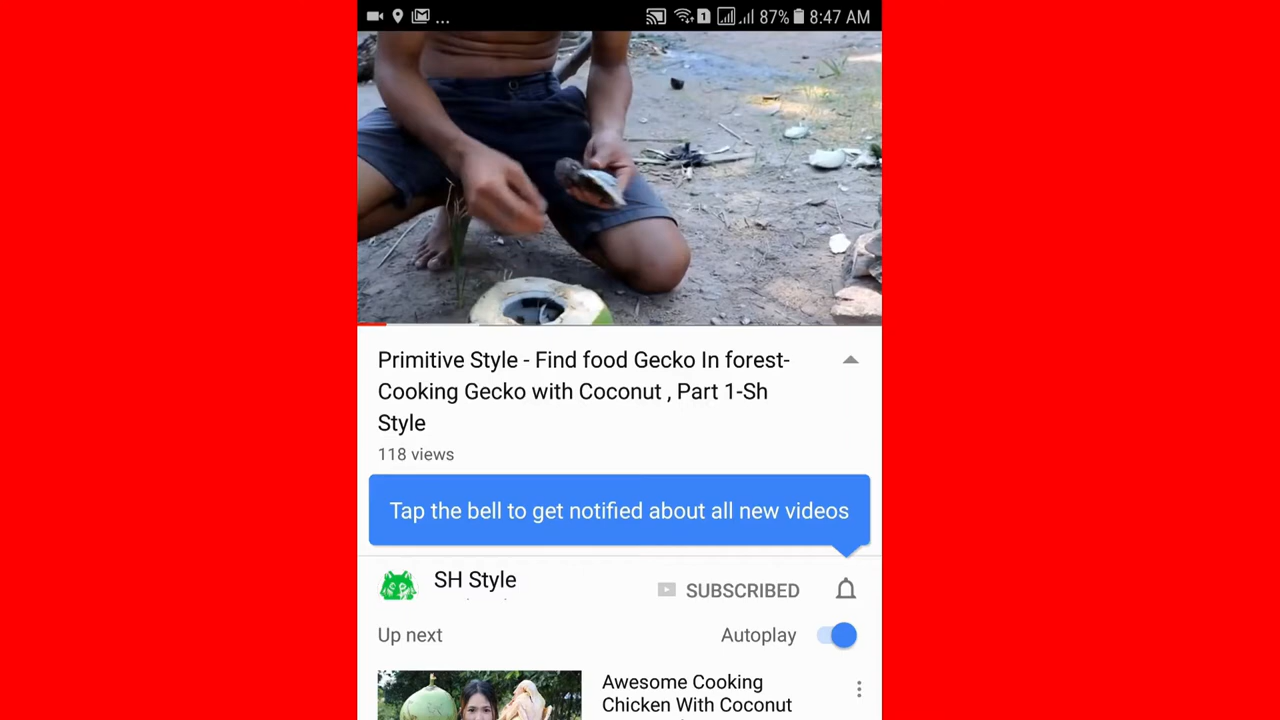 ... 1 87% 8:47 AM
Primitive Style - Find food Gecko In forest-
Cooking Gecko with Coconut , Part 1-Sh
Style
118 views
Tap the bell to get notified about all new videos
SH Style
SUBSCRIBED
Up next
Autoplay
Awesome Cooking
Chicken With Coconut